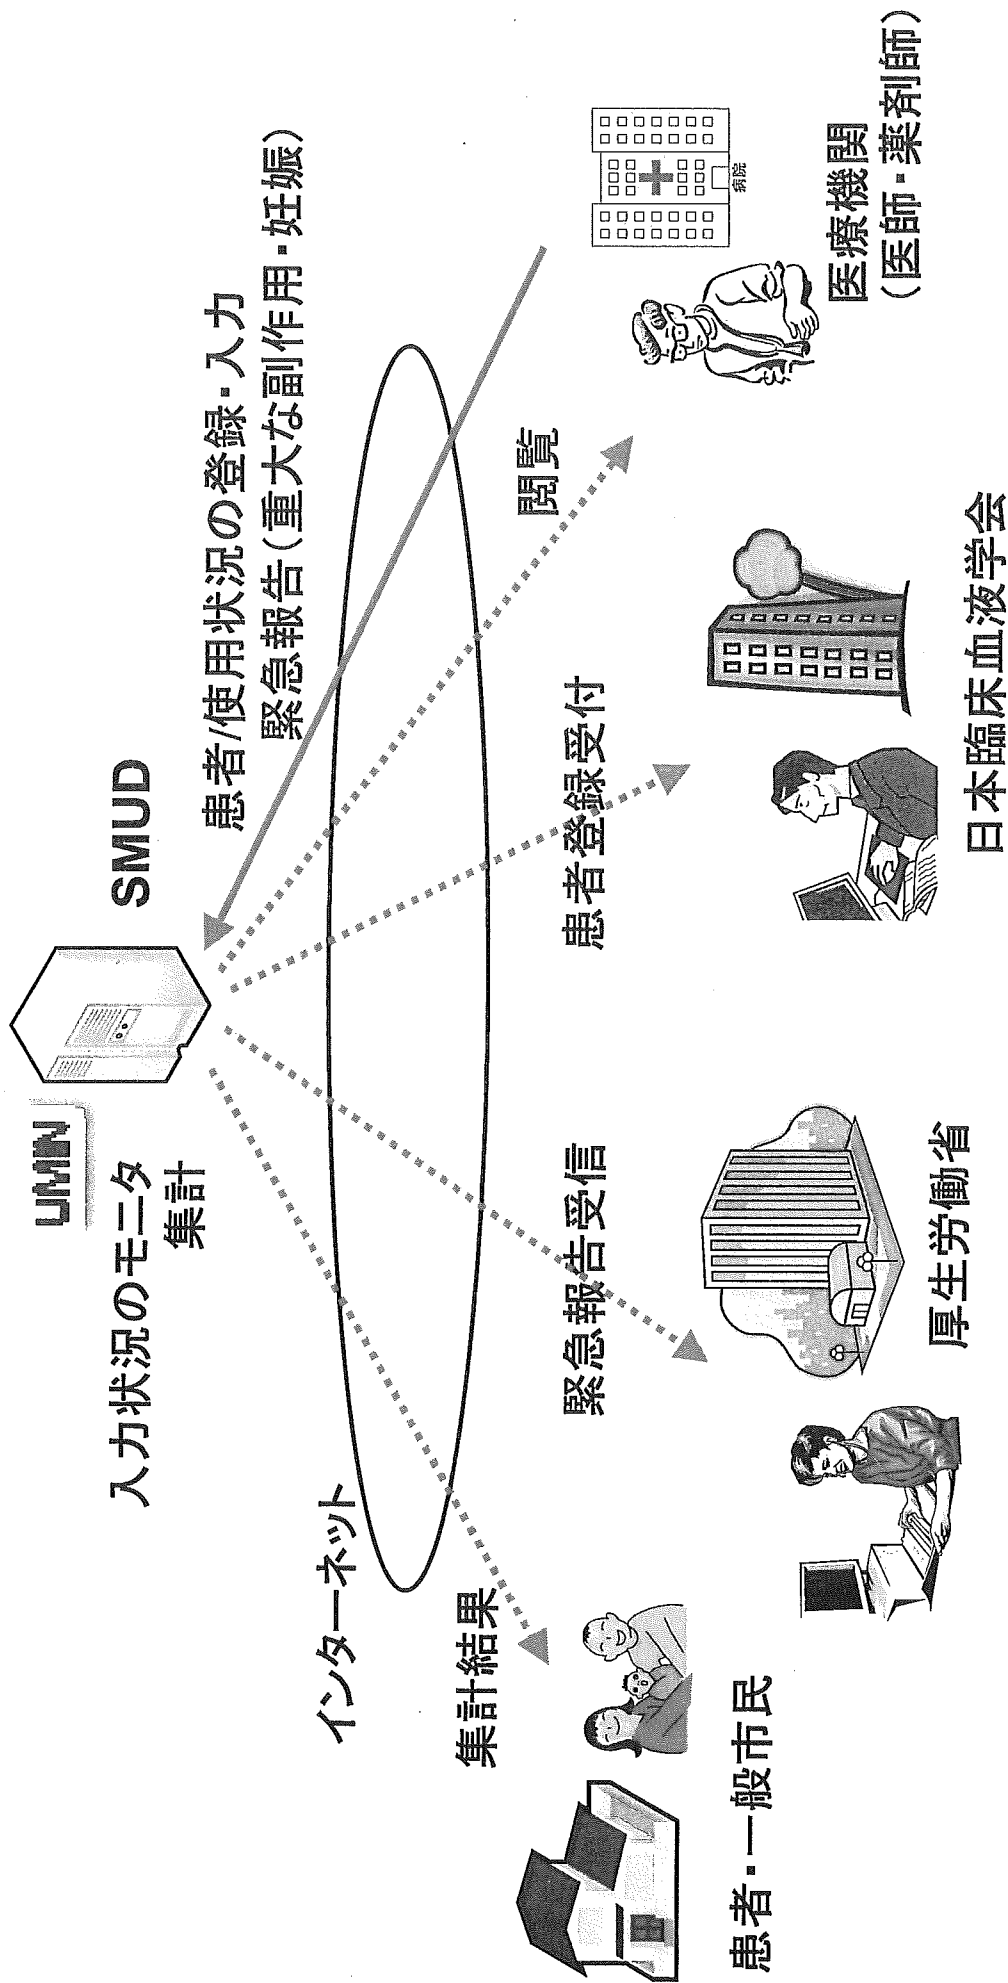 UMIN
SMUD
入力状況のモニタ
集計
患者/使用状況の登録・入力
緊急報告(重大な副作用・妊娠)
インターネット
集計結果
緊急報告受信
患者登録受付
閲覧
病院
患者・一般市民
厚生労働省
日本臨床血液学会
医療機関
(医師・薬剤師)